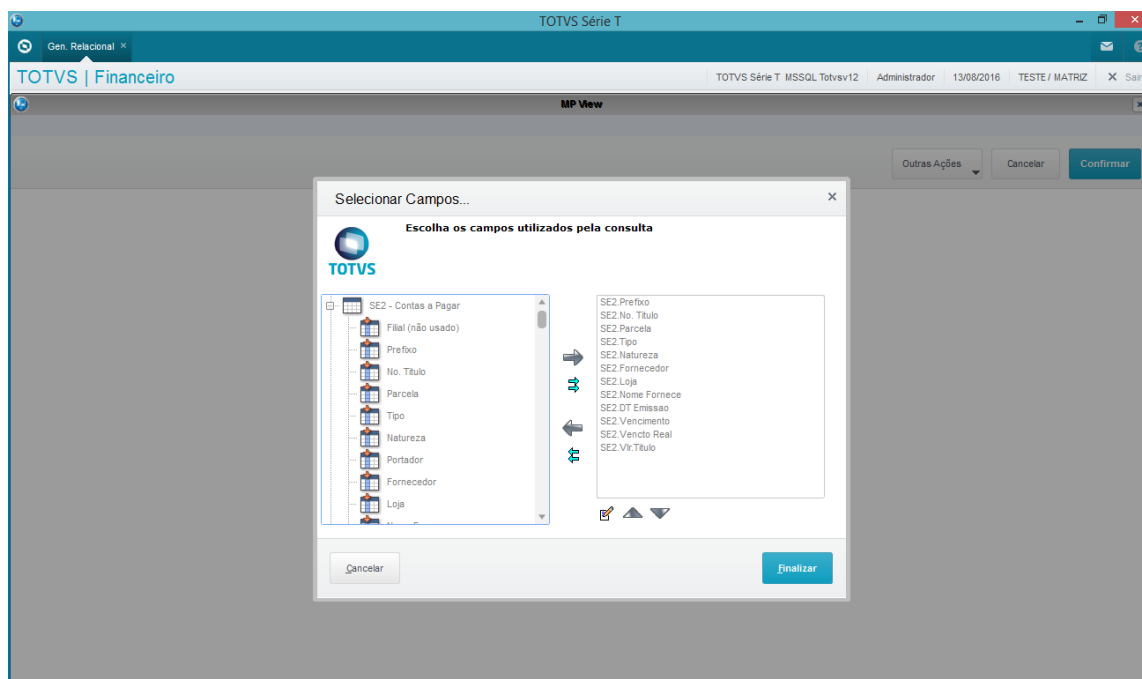 TOTVS Série T
Gen. Relacional ×
TOTVS | Financeiro
TOTVS Série T MSSQL Totvsv12 Administrador 13/08/2016 TESTE / MATRIZ X Sair
MP View
Outras Ações Cancelar Confirmar
Selecionar Campos...
Escolha os campos utilizados pela consulta
TOTVS
SE2 - Contas a Pagar
Filial (não usado)
Prefixo
No. Titulo
Parcela
Tipo
Natureza
Portador
Fornecedor
Loja
SE2.Prefixo
SE2.No. Titulo
SE2.Parcela
SE2.Tipo
SE2.Natureza
SE2.Fornecedor
SE2.Loja
SE2.Nome Fornece
SE2.DT Emissao
SE2.Vencimento
SE2.Vencto Real
SE2.Vlr.Titulo
Cancelar
Finalizar